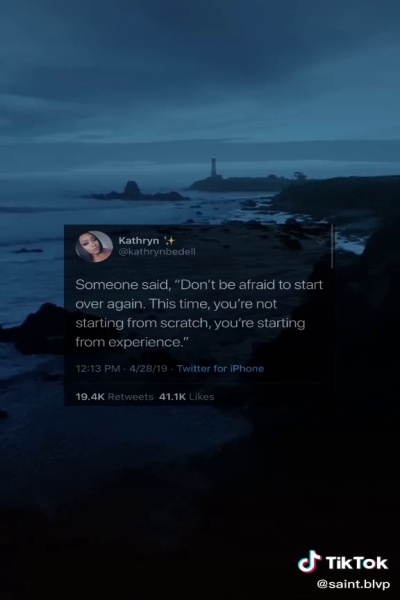 Kathryn ✨
@kathrynbedell
Someone said, “Don’t be afraid to start
over again. This time, you’re not
starting from scratch, you’re starting
from experience.”
12:13 PM · 4/28/19 · Twitter for iPhone
19.4K Retweets 41.1K Likes
TikTok
@saint.blvp